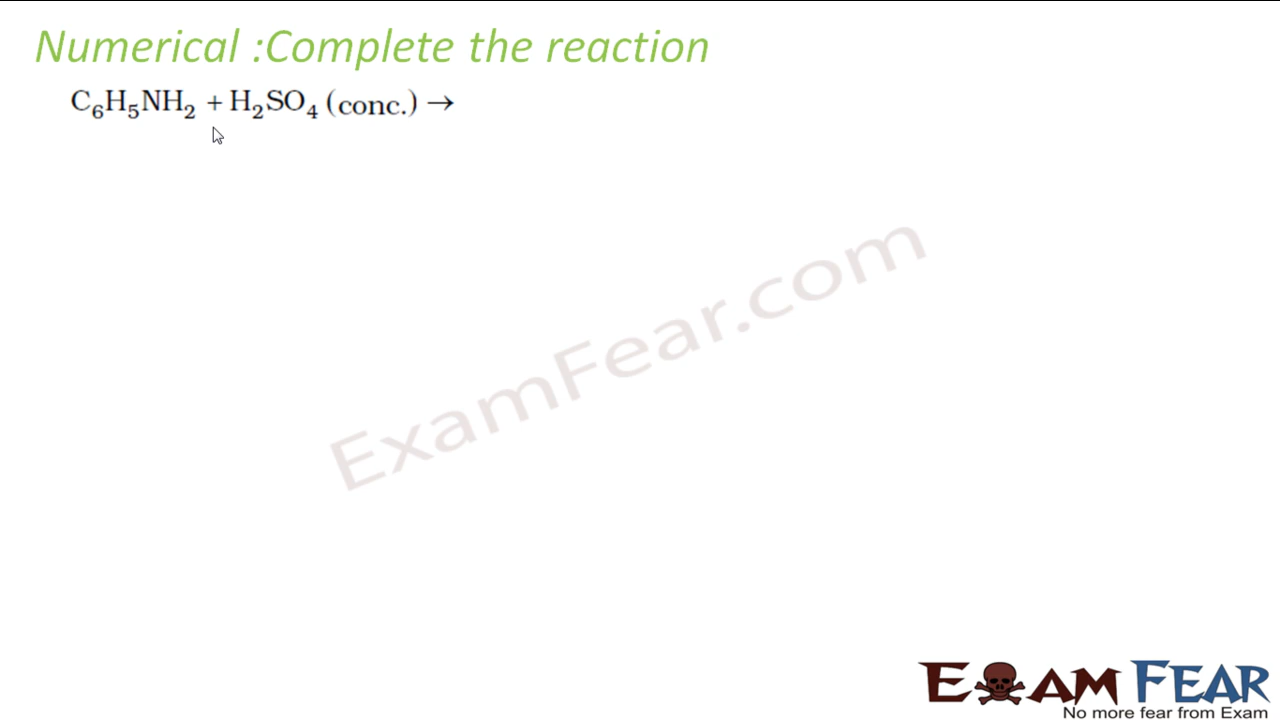 Numerical :Complete the reaction
C₆H₅NH₂ + H₂SO₄ (conc.) →
ExamFear.com
EXAM FEAR
No more fear from Exam